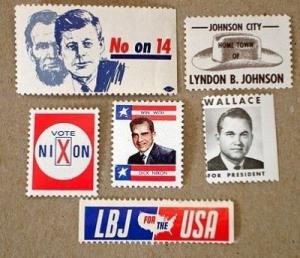 No on 14
JOHNSON CITY
HOME TOWN
OF
LYNDON B. JOHNSON
VOTE
NIXON
WIN WITH
DICK NIXON
WALLACE
FOR PRESIDENT
LBJ FOR THE USA